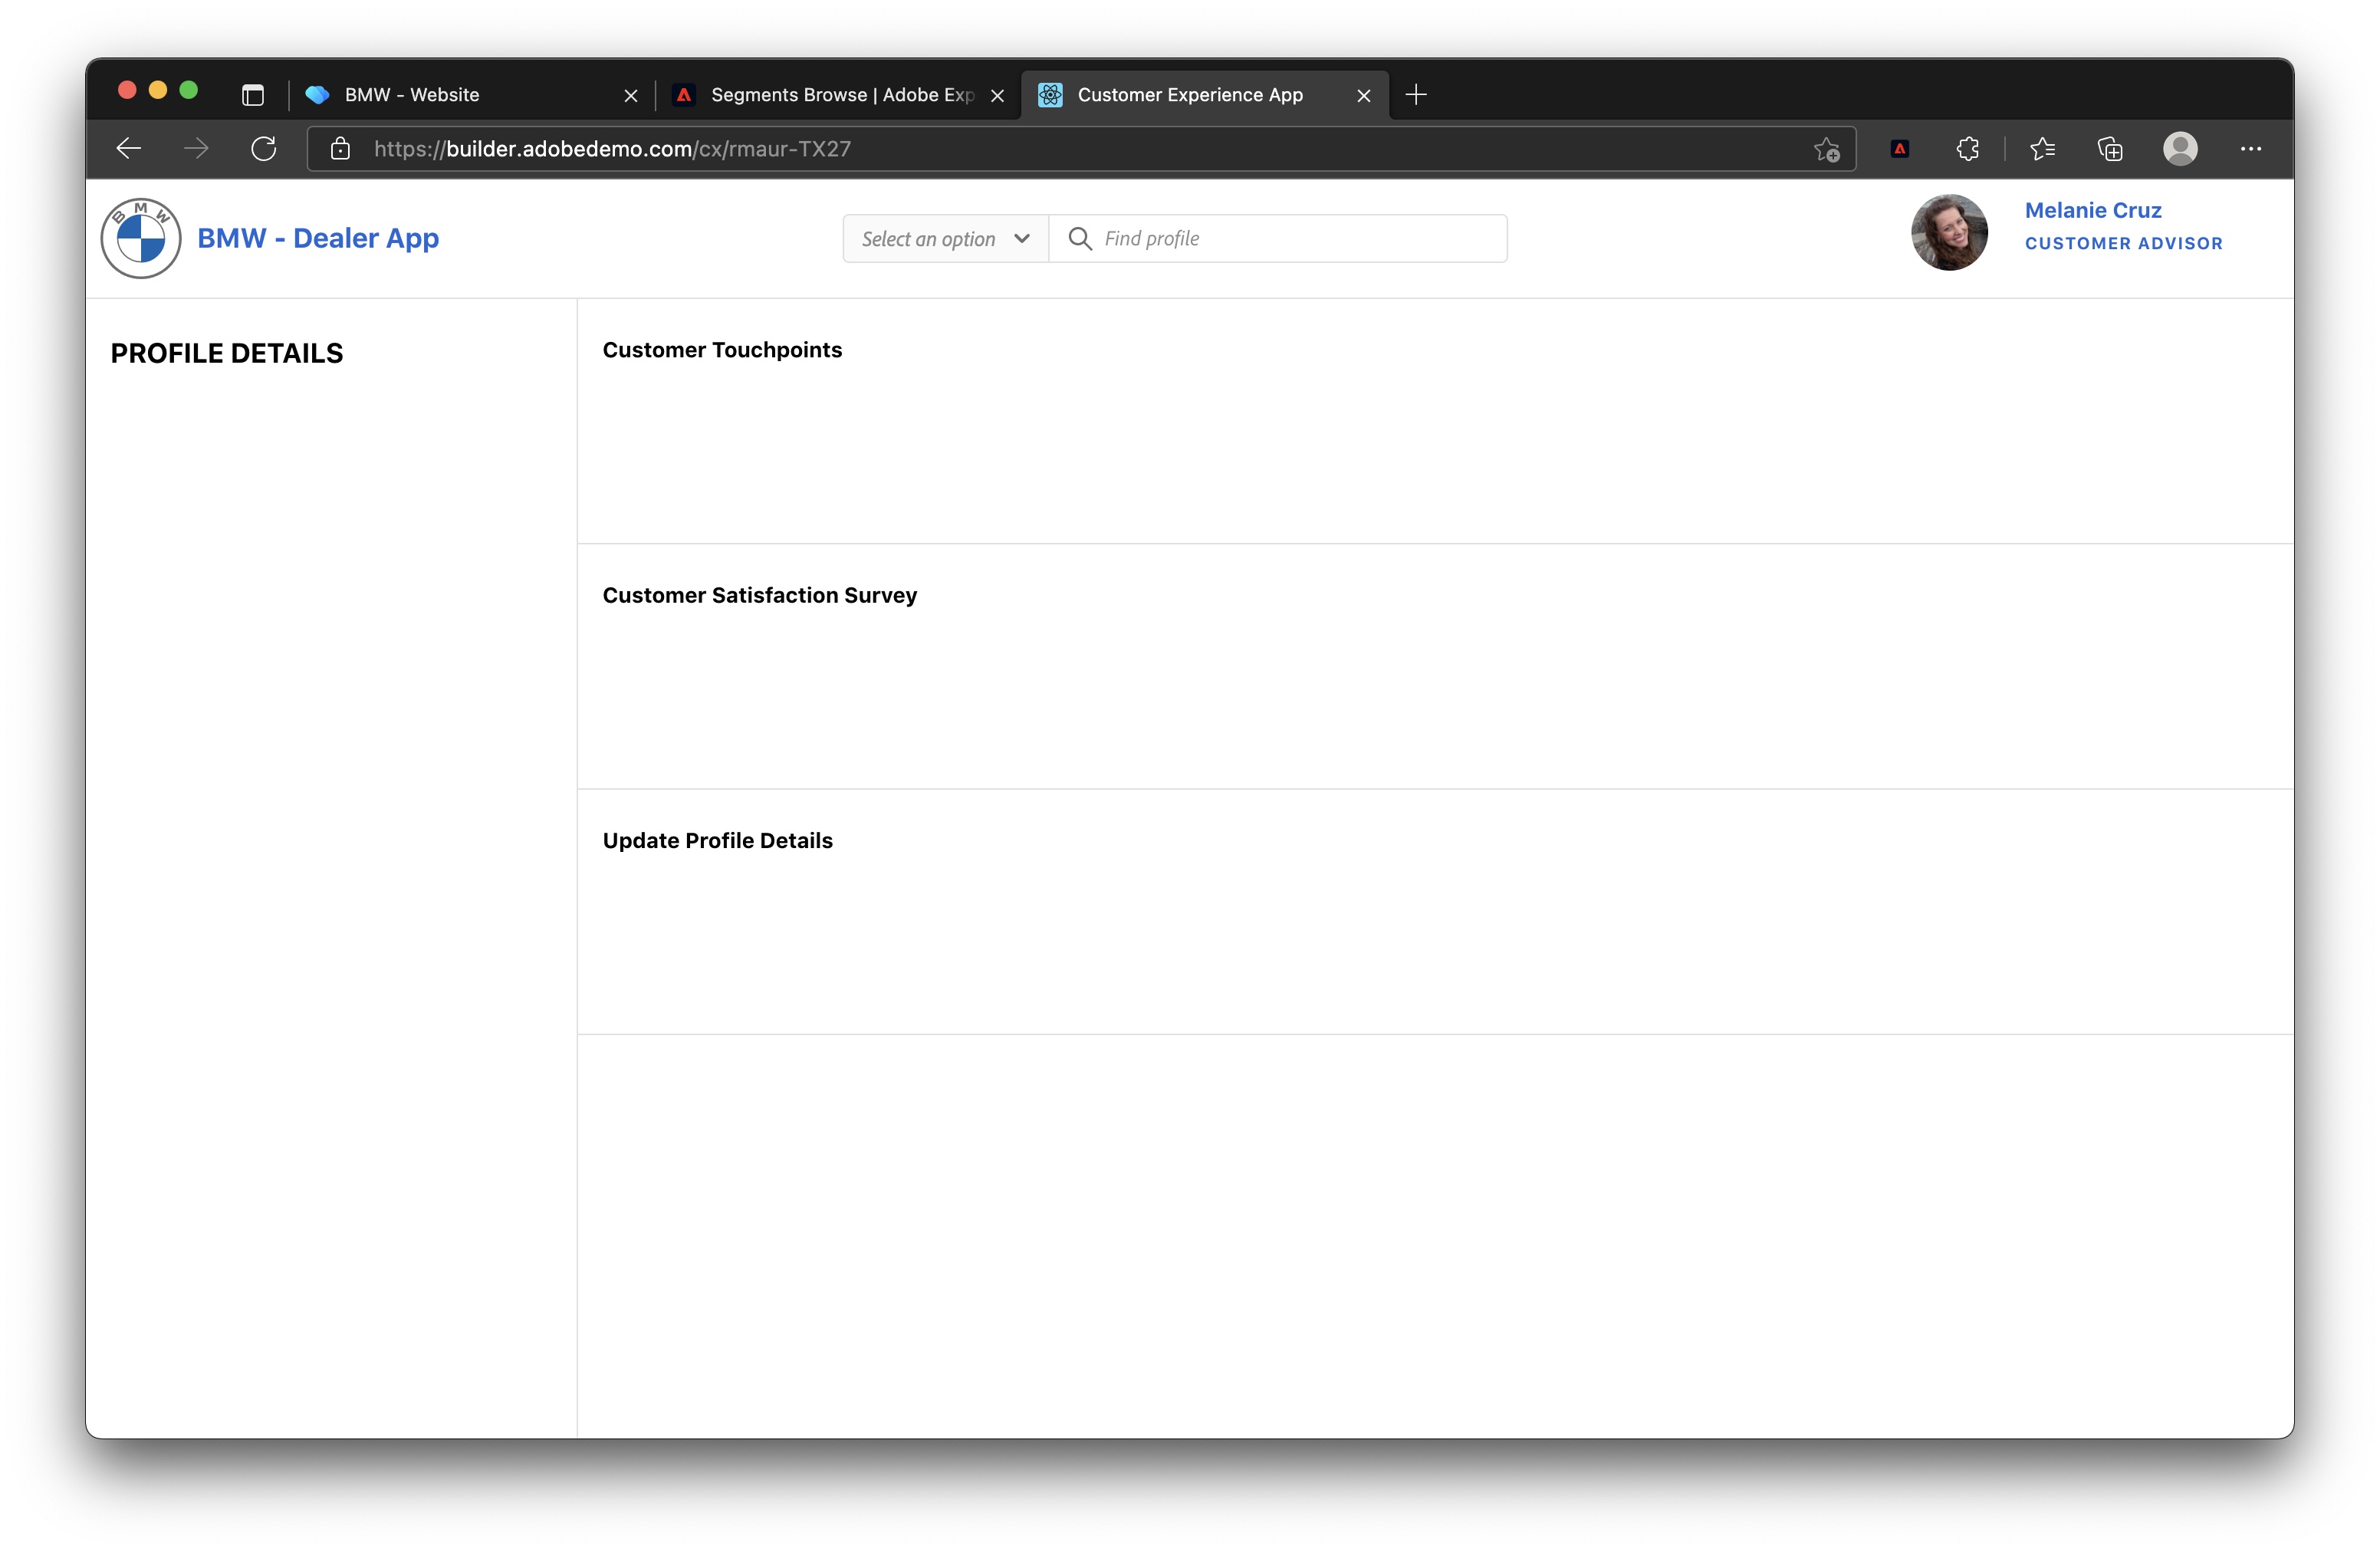 BMW - Website
Segments Browse | Adobe Exp
Customer Experience App
https://builder.adobedemo.com/cx/rmaur-TX27
BMW
BMW - Dealer App
Select an option
Find profile
Melanie Cruz
CUSTOMER ADVISOR
PROFILE DETAILS
Customer Touchpoints
Customer Satisfaction Survey
Update Profile Details